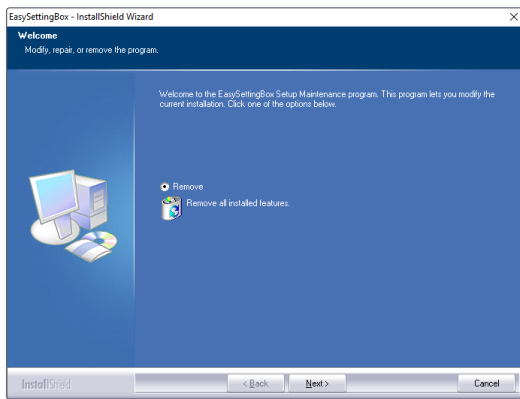 EasySettingBox - InstallShield Wizard
Welcome
Modify, repair, or remove the program.
Welcome to the EasySettingBox Setup Maintenance program. This program lets you modify the
current installation. Click one of the options below.
Remove
Remove all installed features.
InstallShield
< Back
Next >
Cancel